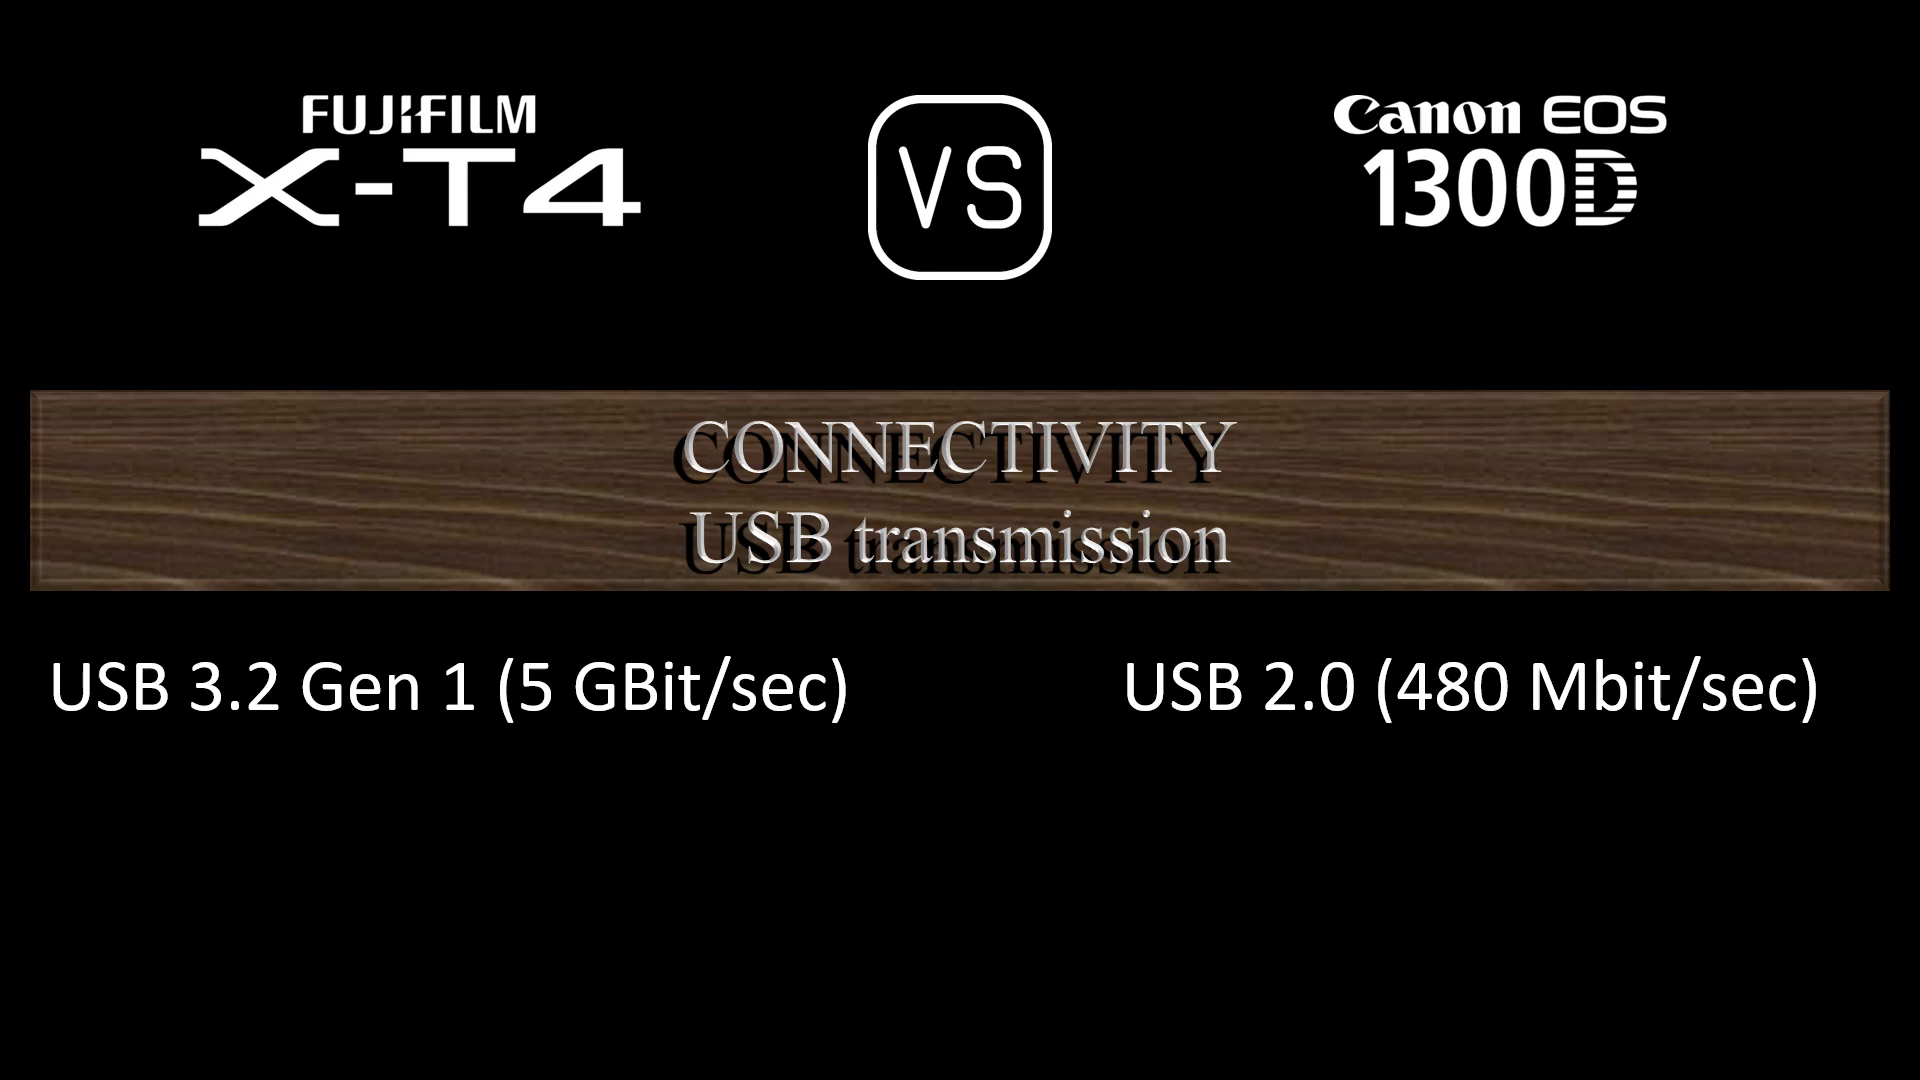 FUJIFILM
X-T4
VS
Canon EOS
1300D
CONNECTIVITY
USB transmission
USB 3.2 Gen 1 (5 GBit/sec)
USB 2.0 (480 Mbit/sec)